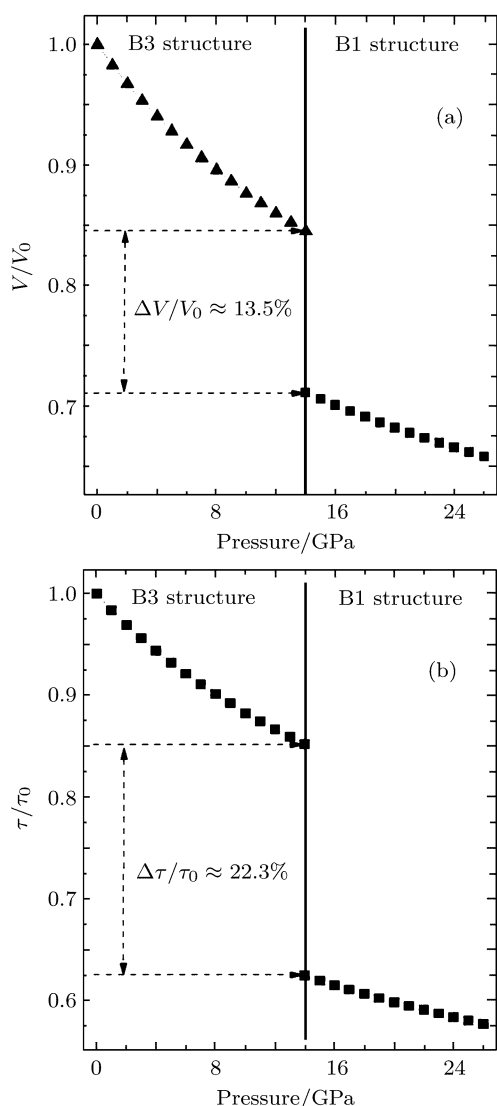 B3 structure B1 structure
(a)
1.0
0.9
0.8
0.7
V/V₀
ΔV/V₀ ≈ 13.5%
0 8 16 24
Pressure/GPa
B3 structure B1 structure
(b)
1.0
0.9
0.8
0.7
0.6
τ/τ₀
Δτ/τ₀ ≈ 22.3%
0 8 16 24
Pressure/GPa